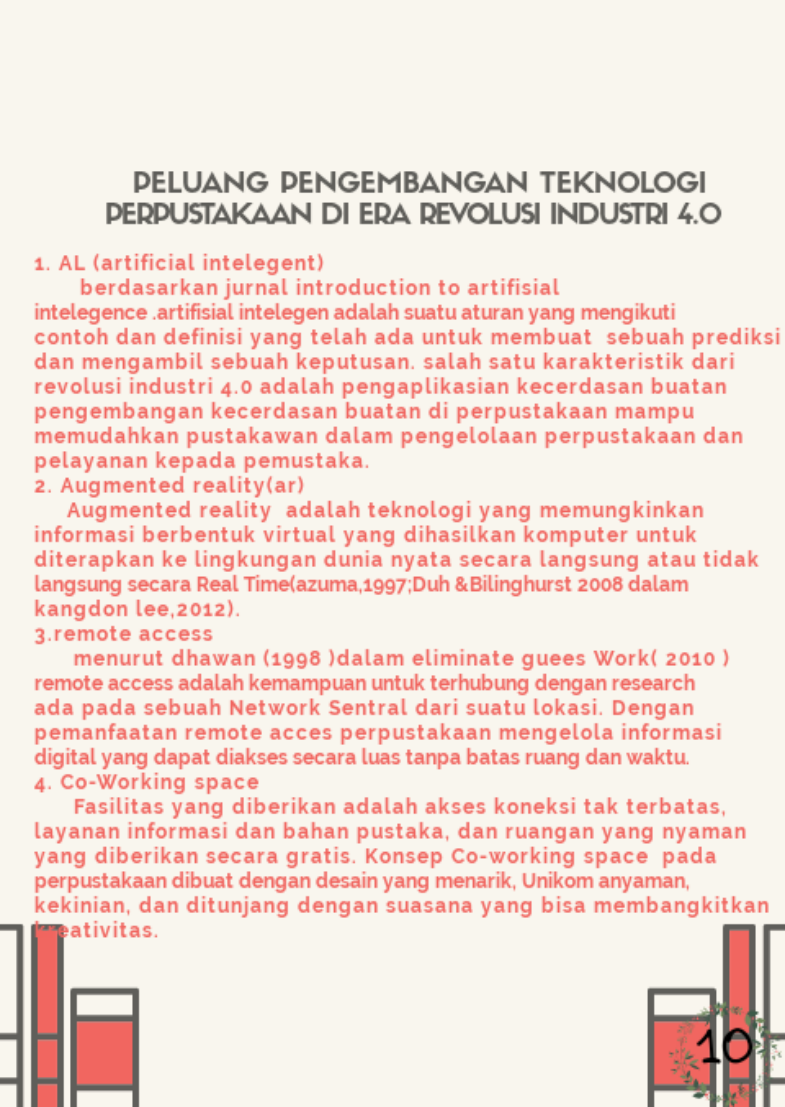 PELUANG PENGEMBANGAN TEKNOLOGI
PERPUSTAKAAN DI ERA REVOLUSI INDUSTRI 4.0
1. AL (artificial intelegent)
berdasarkan jurnal introduction to artifisial
intelegence .artifisial intelegen adalah suatu aturan yang mengikuti
contoh dan definisi yang telah ada untuk membuat sebuah prediksi
dan mengambil sebuah keputusan. salah satu karakteristik dari
revolusi industri 4.0 adalah pengaplikasian kecerdasan buatan
pengembangan kecerdasan buatan di perpustakaan mampu
memudahkan pustakawan dalam pengelolaan perpustakaan dan
pelayanan kepada pemustaka.
2. Augmented reality(ar)
Augmented reality adalah teknologi yang memungkinkan
informasi berbentuk virtual yang dihasilkan komputer untuk
diterapkan ke lingkungan dunia nyata secara langsung atau tidak
langsung secara Real Time(azuma,1997;Duh &Bilinghurst 2008 dalam
kangdon lee,2012).
3.remote access
menurut dhawan (1998 )dalam eliminate guees Work( 2010 )
remote access adalah kemampuan untuk terhubung dengan research
ada pada sebuah Network Sentral dari suatu lokasi. Dengan
pemanfaatan remote acces perpustakaan mengelola informasi
digital yang dapat diakses secara luas tanpa batas ruang dan waktu.
4. Co-Working space
Fasilitas yang diberikan adalah akses koneksi tak terbatas,
layanan informasi dan bahan pustaka, dan ruangan yang nyaman
yang diberikan secara gratis. Konsep Co-working space pada
perpustakaan dibuat dengan desain yang menarik, Unikom anyaman,
kekinian, dan ditunjang dengan suasana yang bisa membangkitkan
kreativitas.
10